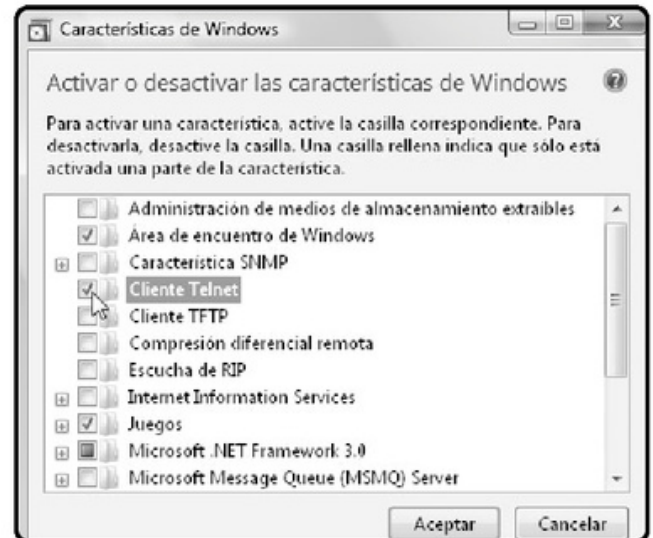 Características de Windows
Activar o desactivar las características de Windows
Para activar una característica, active la casilla correspondiente. Para
desactivarla, desactive la casilla. Una casilla rellena indica que sólo está
activada una parte de la característica.
Administración de medios de almacenamiento extraíbles
Área de encuentro de Windows
Característica SNMP
Cliente Telnet
Cliente TFTP
Compresión diferencial remota
Escucha de RIP
Internet Information Services
Juegos
Microsoft .NET Framework 3.0
Microsoft Message Queue (MSMQ) Server
Aceptar
Cancelar